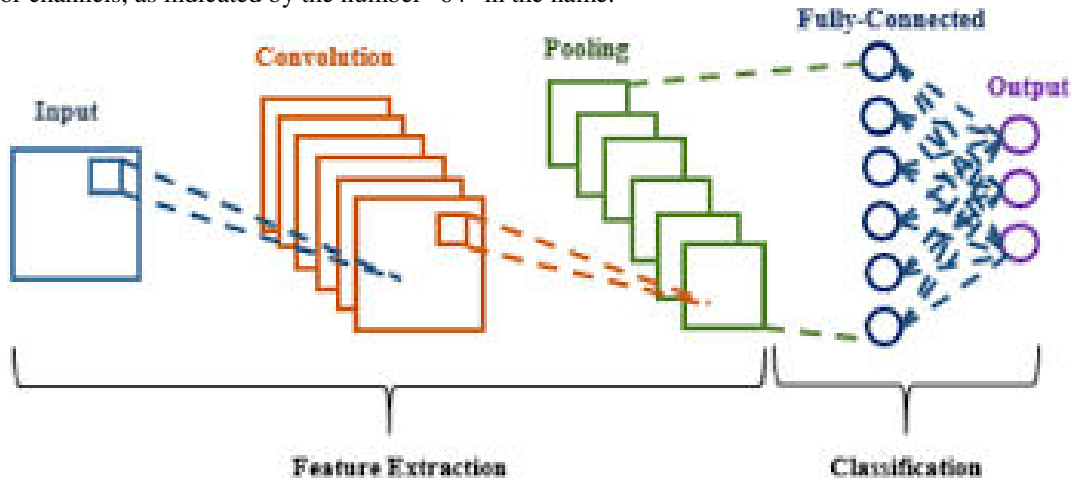 of channels, as indicated by the number "64" in the name.
Fully-Connected
Pooling
Convolution
Output
Input
Feature Extraction
Classification